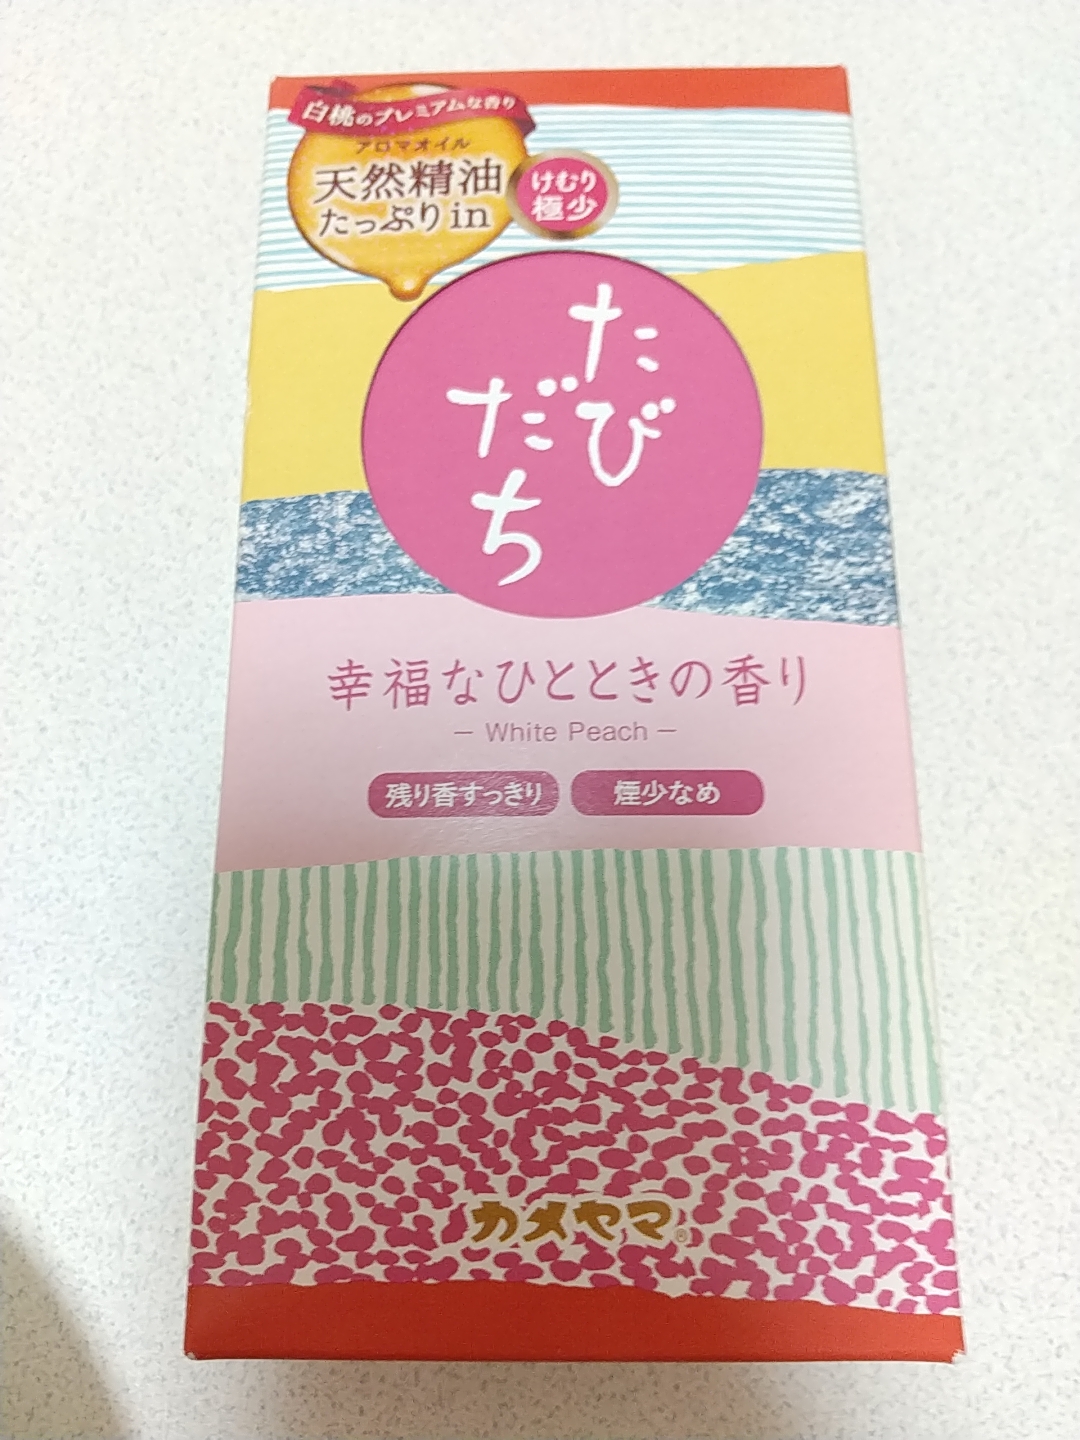 白桃のプレミアムな香り
アロマオイル
天然精油
たっぷりin
けむり
極少
たび
だち
幸福なひとときの香り
– White Peach –
残り香すっきり
煙少なめ
カメヤマ®